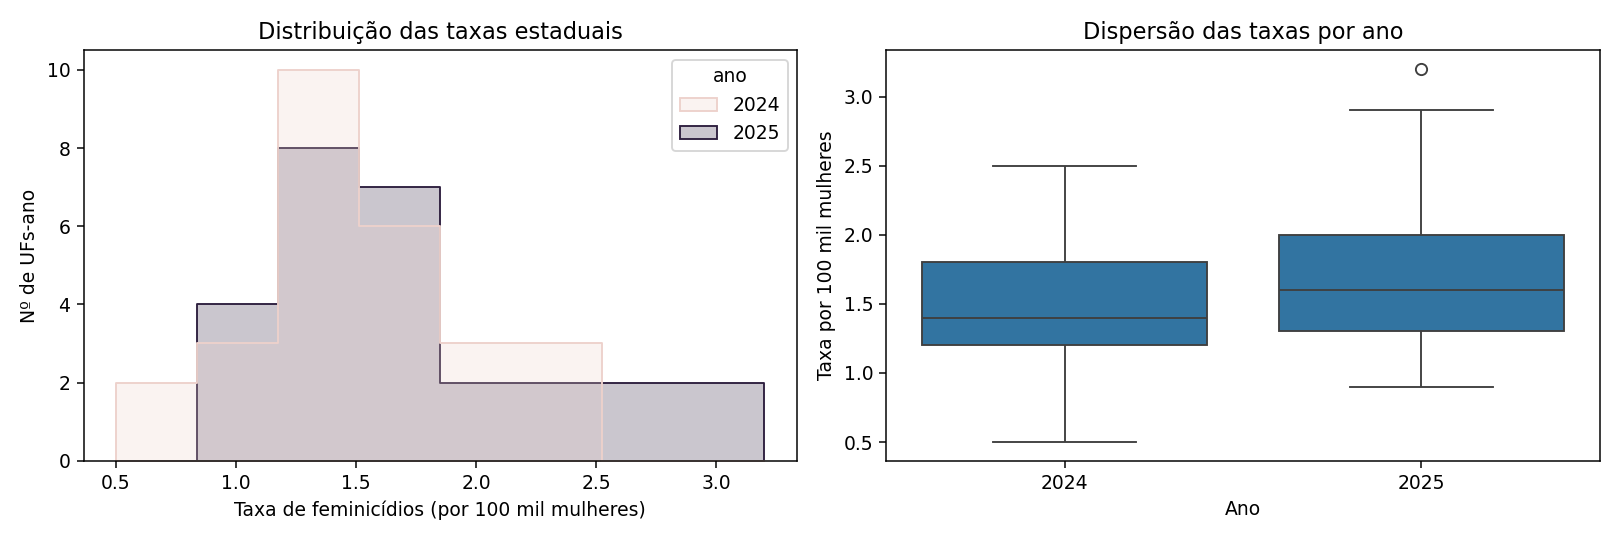 Distribuição das taxas estaduais
Nº de UFs-ano
10
8
6
4
2
0
0.5 1.0 1.5 2.0 2.5 3.0
Taxa de feminicídios (por 100 mil mulheres)
ano
2024
2025
Dispersão das taxas por ano
Taxa por 100 mil mulheres
3.0
2.5
2.0
1.5
1.0
0.5
2024 2025
Ano